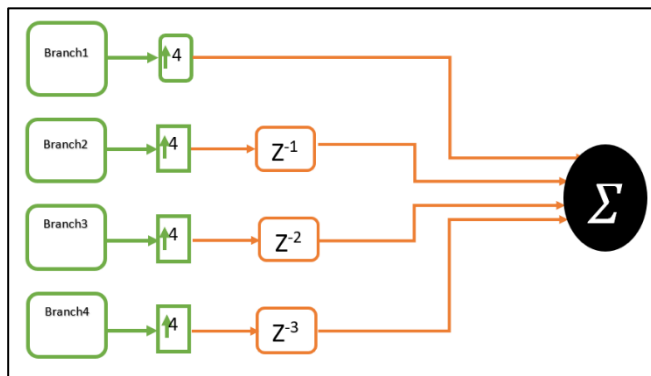 Branch1
↑4
Branch2
↑4
Z⁻¹
Branch3
↑4
Z⁻²
Σ
Branch4
↑4
Z⁻³